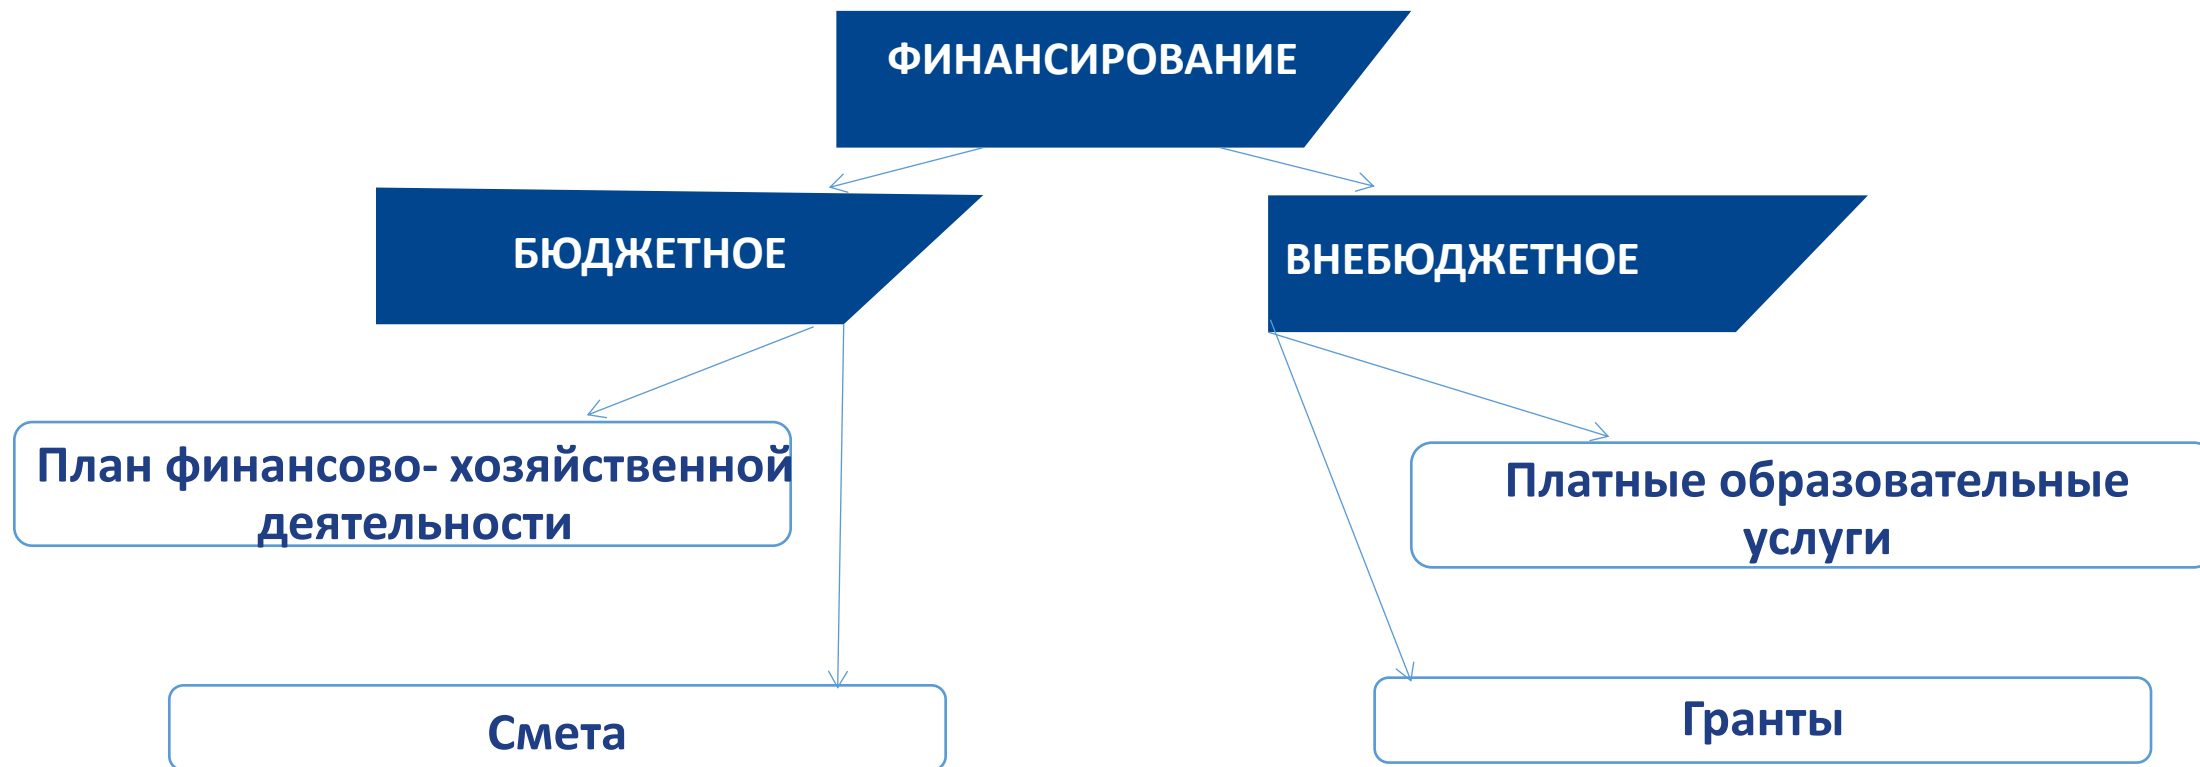 ФИНАНСИРОВАНИЕ
БЮДЖЕТНОЕ
ВНЕБЮДЖЕТНОЕ
План финансово- хозяйственной
деятельности
Платные образовательные
услуги
Смета
Гранты